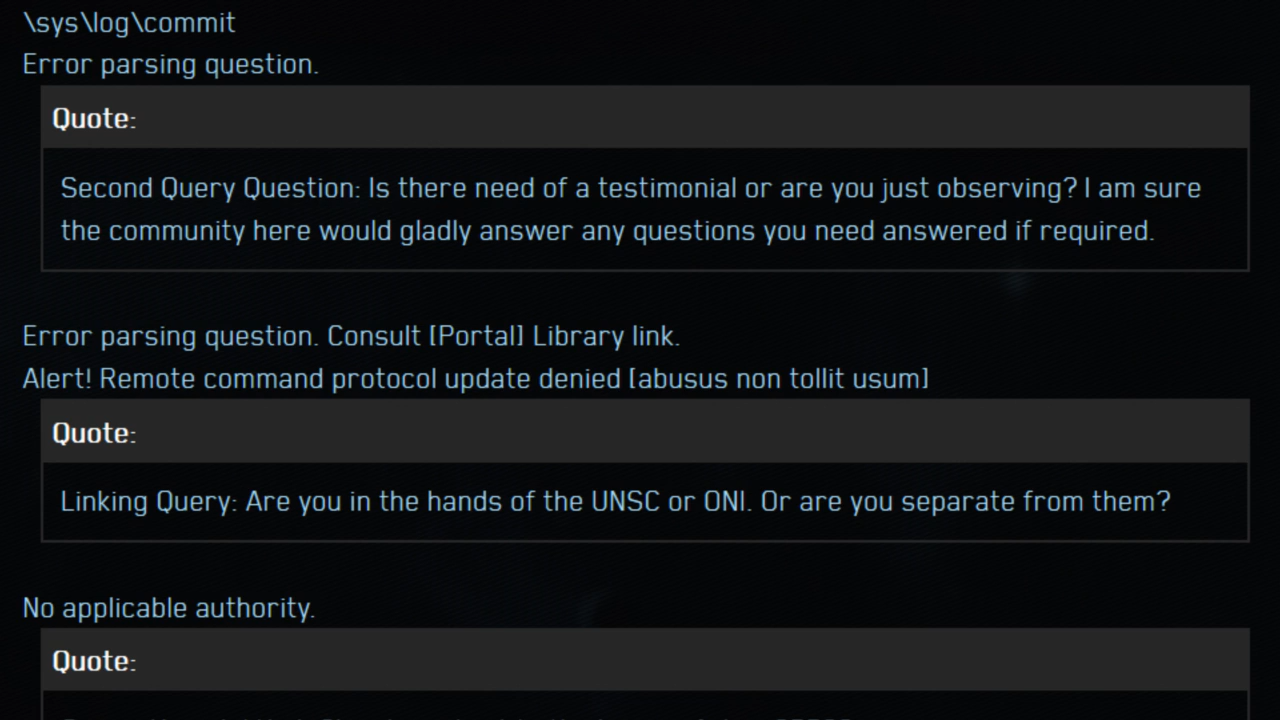 \sys\log\commit
Error parsing question.
Quote:
Second Query Question: Is there need of a testimonial or are you just observing? I am sure
the community here would gladly answer any questions you need answered if required.
Error parsing question. Consult [Portal] Library link.
Alert! Remote command protocol update denied [abusus non tollit usum]
Quote:
Linking Query: Are you in the hands of the UNSC or ONI. Or are you separate from them?
No applicable authority.
Quote: